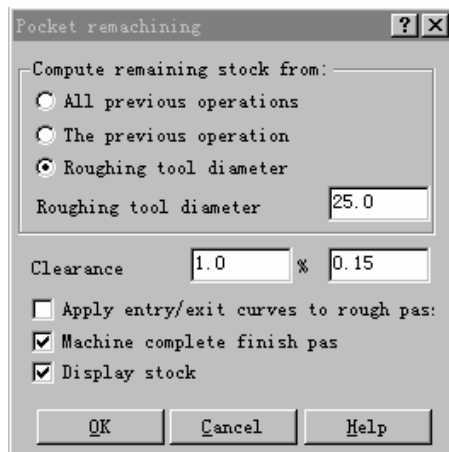 Pocket remachining
Compute remaining stock from:
All previous operations
The previous operation
Roughing tool diameter
Roughing tool diameter 25.0
Clearance 1.0 % 0.15
Apply entry/exit curves to rough pas:
Machine complete finish pas
Display stock
OK Cancel Help